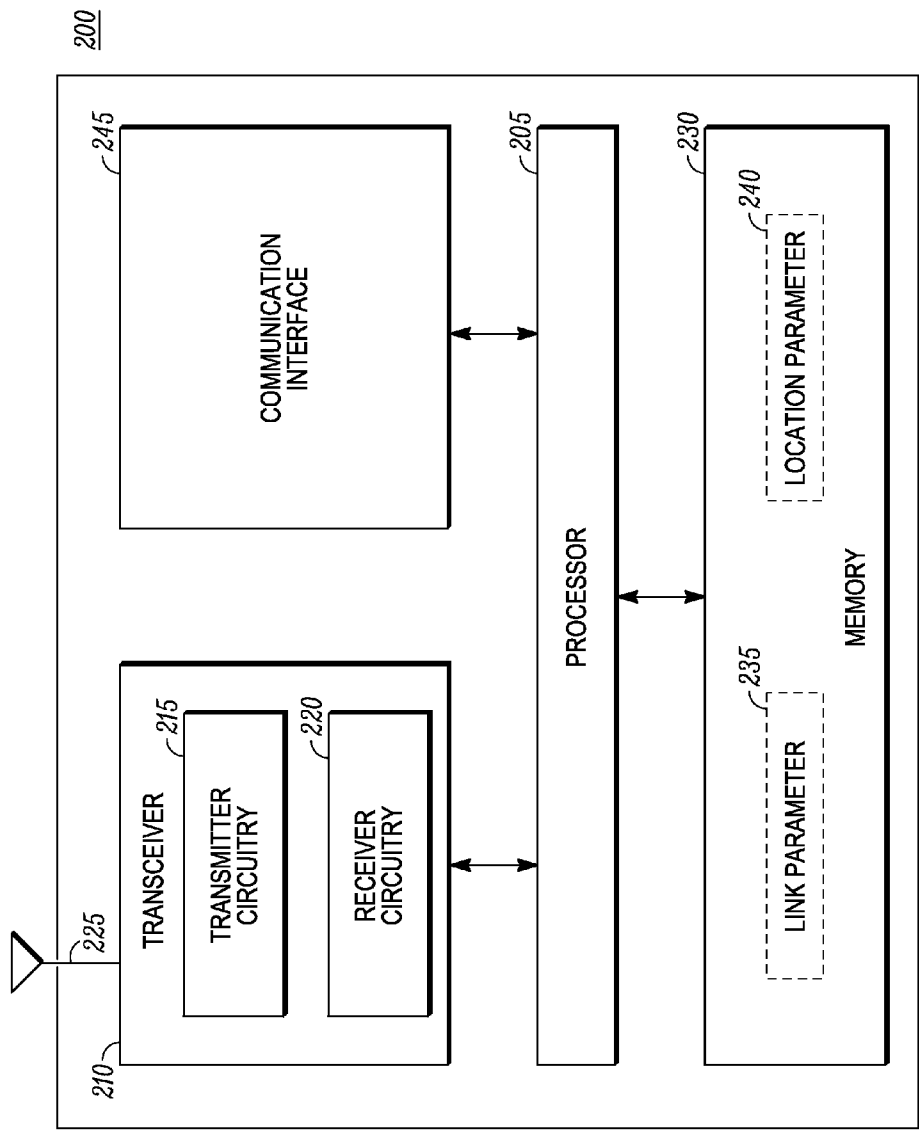 200
225
210
TRANSCEIVER
215
TRANSMITTER
CIRCUITRY
220
RECEIVER
CIRCUITRY
245
COMMUNICATION
INTERFACE
205
PROCESSOR
230
235
LINK PARAMETER
240
LOCATION PARAMETER
MEMORY